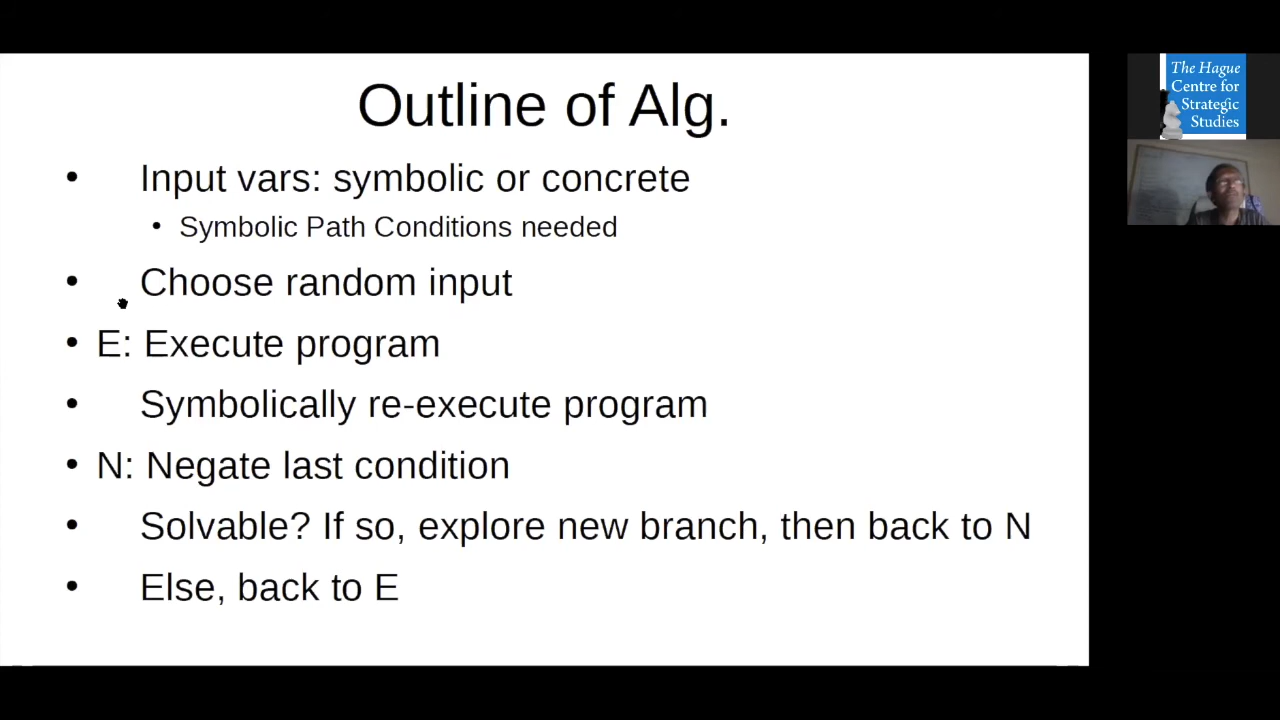 Outline of Alg.
Input vars: symbolic or concrete
Symbolic Path Conditions needed
Choose random input
E: Execute program
Symbolically re-execute program
N: Negate last condition
Solvable? If so, explore new branch, then back to N
Else, back to E
The Hague
Centre for
Strategic
Studies